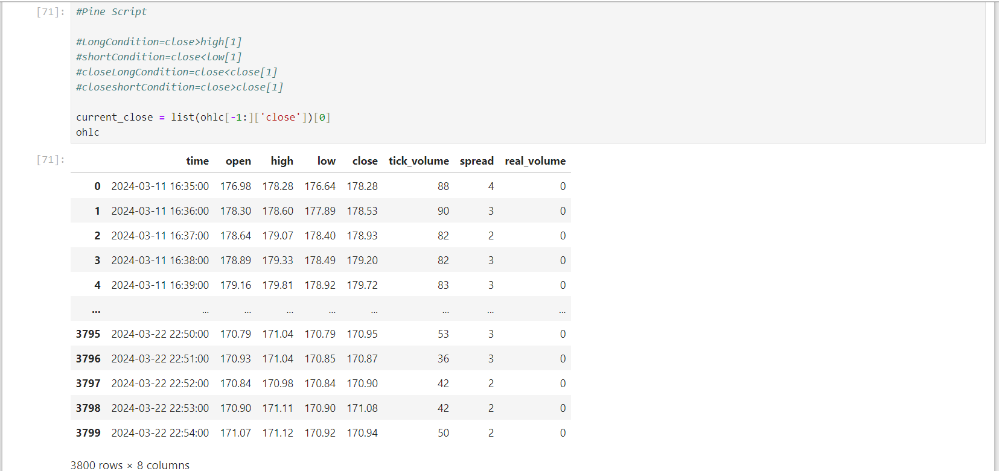 [71]: #Pine Script
#LongCondition=close>high[1]
#shortCondition=close<low[1]
#closeLongCondition=close<close[1]
#closeshortCondition=close>close[1]
current_close = list(ohlc[-1:]['close'])[0]
ohlc
[71]:
time open high low close tick_volume spread real_volume
0 2024-03-11 16:35:00 176.98 178.28 176.64 178.28 88 4 0
1 2024-03-11 16:36:00 178.30 178.60 177.89 178.53 90 3 0
2 2024-03-11 16:37:00 178.64 179.07 178.40 178.93 82 2 0
3 2024-03-11 16:38:00 178.89 179.33 178.49 179.20 82 3 0
4 2024-03-11 16:39:00 179.16 179.81 178.92 179.72 83 3 0
... ... ... ... ... ... ... ... ...
3795 2024-03-22 22:50:00 170.79 171.04 170.79 170.95 53 3 0
3796 2024-03-22 22:51:00 170.93 171.04 170.85 170.87 36 3 0
3797 2024-03-22 22:52:00 170.84 170.98 170.84 170.90 42 2 0
3798 2024-03-22 22:53:00 170.90 171.11 170.90 171.08 42 2 0
3799 2024-03-22 22:54:00 171.07 171.12 170.92 170.94 50 2 0
3800 rows × 8 columns